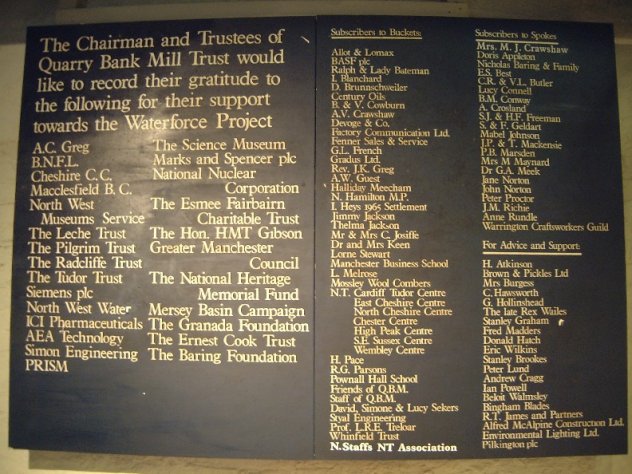 The Chairman and Trustees of
Quarry Bank Mill Trust would
like to record their gratitude to
the following for their support
towards the Waterforce Project
A.C. Greg
B.N.F.L.
Cheshire C.C.
Macclesfield B.C.
North West
Museums Service
The Leche Trust
The Pilgrim Trust
The Radcliffe Trust
The Tudor Trust
Siemens plc
North West Water
ICI Pharmaceuticals
AEA Technology
Simon Engineering
PRISM
The Science Museum
Marks and Spencer plc
National Nuclear
Corporation
The Esmee Fairbairn
Charitable Trust
The Hon. HMT Gibson
Greater Manchester
Council
The National Heritage
Memorial Fund
Mersey Basin Campaign
The Granada Foundation
The Ernest Cook Trust
The Baring Foundation
Subscribers to Buckets:
Allot & Lomax
BASF plc
Ralph & Lady Bateman
I. Blanchard
D. Brunnschweiler
Century Oils
B. & V. Cowburn
A.V. Crawshaw
Devoge & Co.
Factory Communication Ltd.
Fenner Sales & Service
G.L. French
Gradus Ltd.
Rev. J.K. Greg
A.W. Guest
Halliday Meecham
N. Hamilton M.P.
T. Heys 1965 Settlement
Jimmy Jackson
Thelma Jackson
Mr & Mrs C. Josiffe
Dr and Mrs Keen
Lorne Stewart
Manchester Business School
L. Melrose
Mossley Wool Combers
N.T. Cardiff Tudor Centre
East Cheshire Centre
North Cheshire Centre
Chester Centre
High Peak Centre
S.E. Sussex Centre
Wembley Centre
H. Pace
R.G. Parsons
Pownall Hall School
Friends of Q.B.M.
Staff of Q.B.M.
David, Simone & Lucy Sekers
Styal Engineering
Prof. L.R.E. Treloar
Whinfield Trust
N.Staffs NT Association
Subscribers to Spokes
Mrs. M. J. Crawshaw
Doris Appleton
Nicholas Baring & Family
E.S. Best
C.R. & V.L. Butler
Lucy Connell
B.M. Conway
A. Crosland
S.J. & H.F. Freeman
S. & F. Geldart
Mabel Johnson
J.P. & T. Mackensie
P.B. Marsden
Mrs M Maynard
Dr G.A. Meek
Jane Norton
John Norton
Peter Proctor
J.M. Richie
Anne Rundle
Warrington Craftsworkers Guild
For Advice and Support:
H. Atkinson
Brown & Pickles Ltd
Mrs Burgess
C.Hawsworth
G. Hollinshead
The late Rex Wailes
Stanley Graham
Fred Madders
Donald Hatch
Eric Wilkins
Stanley Brookes
Peter Lund
Andrew Cragg
Ian Powell
Beloit Walmsley
Bingham Blades
R.T. James and Partners
Alfred McAlpine Construction Ltd.
Environmental Lighting Ltd.
Pilkington plc